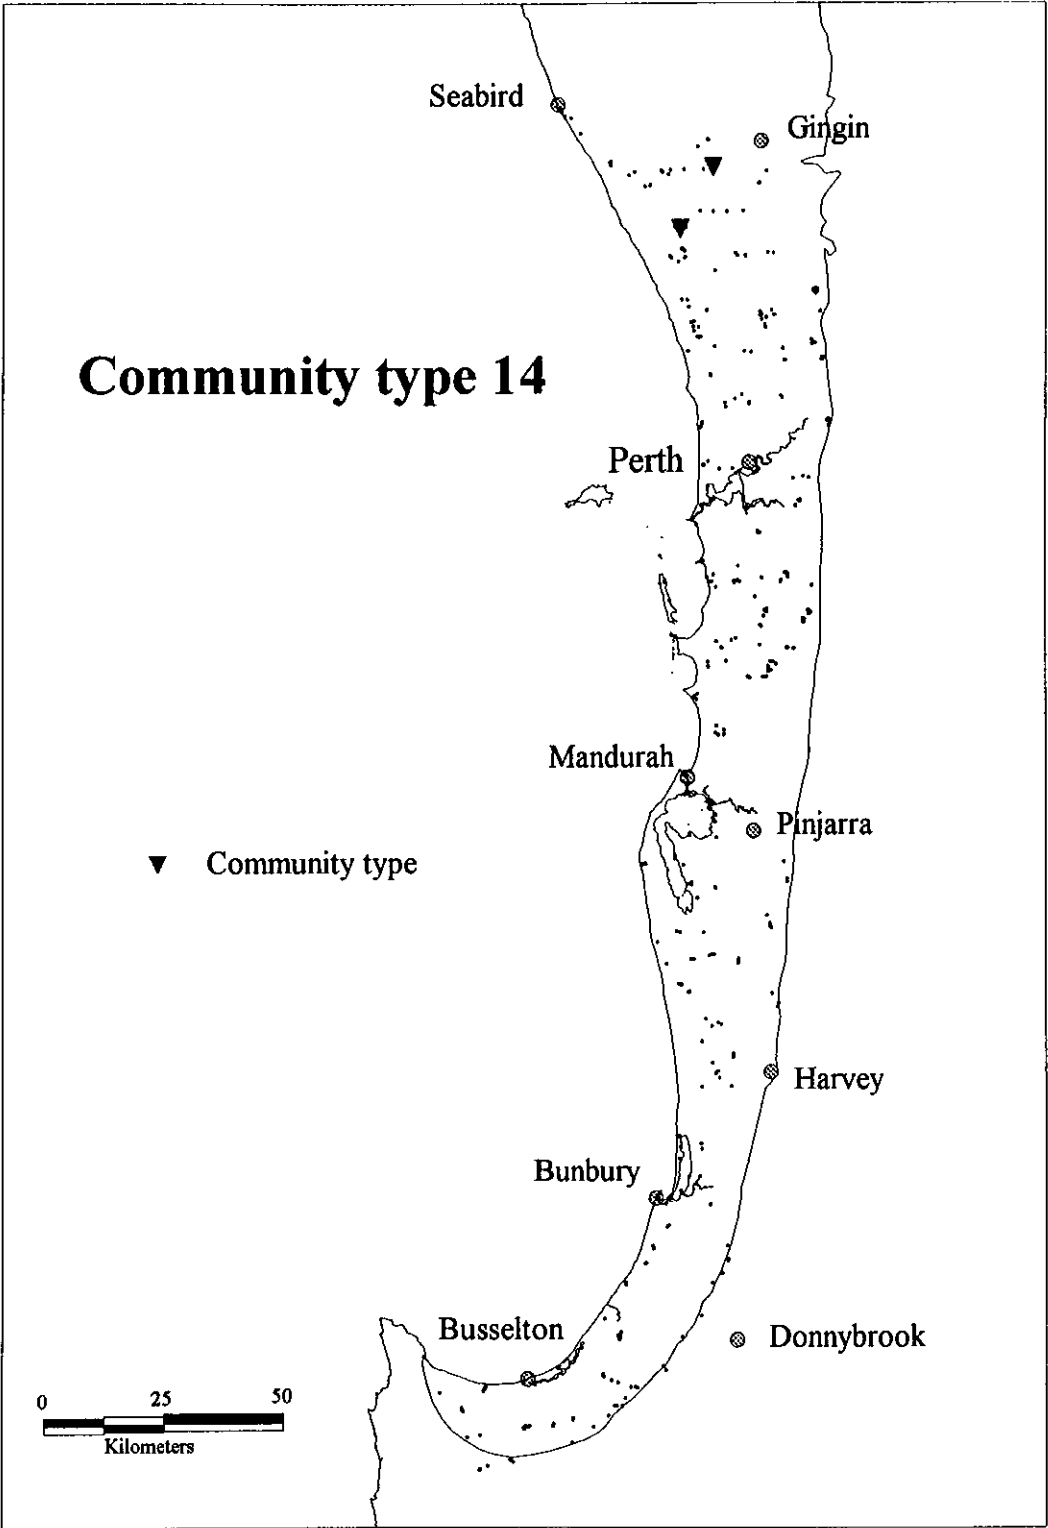 Seabird
Gingin
Community type 14
Perth
Mandurah
Pinjarra
Community type
Harvey
Bunbury
Busselton
Donnybrook
0 25 50
Kilometers